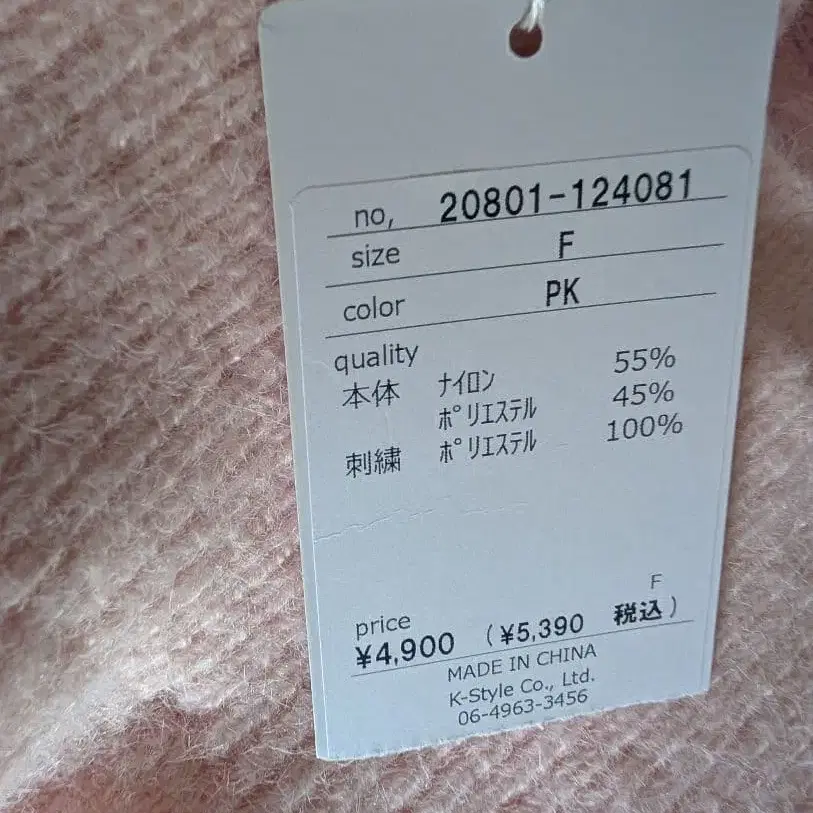 no, 20801-124081
size F
color PK
quality
本体 ﾅｲﾛﾝ 55%
ﾎﾟﾘｴｽﾃﾙ 45%
刺繍 ﾎﾟﾘｴｽﾃﾙ 100%
F
price
¥4,900 (¥5,390 税込)
MADE IN CHINA
K-Style Co., Ltd.
06-4963-3456